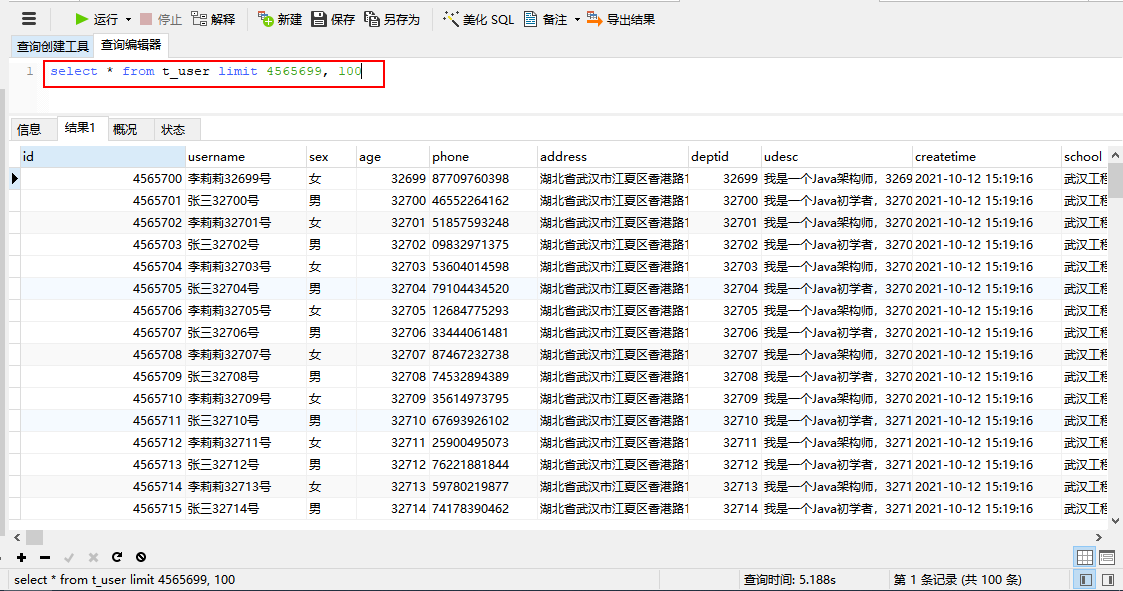 运行 停止 解释 新建 保存 另存为 美化 SQL 备注 导出结果
查询创建工具 查询编辑器
1 select * from t_user limit 4565699, 100
信息 结果1 概况 状态
id username sex age phone address deptid udesc createtime school
4565700 李莉莉32699号 女 32699 87709760398 湖北省武汉市江夏区香港路1 32699 我是一个Java架构师，3269 2021-10-12 15:19:16 武汉工程
4565701 张三32700号 男 32700 46552264162 湖北省武汉市江夏区香港路1 32700 我是一个Java初学者，3270 2021-10-12 15:19:16 武汉工程
4565702 李莉莉32701号 女 32701 51857593248 湖北省武汉市江夏区香港路1 32701 我是一个Java架构师，3270 2021-10-12 15:19:16 武汉工程
4565703 张三32702号 男 32702 09832971375 湖北省武汉市江夏区香港路1 32702 我是一个Java初学者，3270 2021-10-12 15:19:16 武汉工程
4565704 李莉莉32703号 女 32703 53604014598 湖北省武汉市江夏区香港路1 32703 我是一个Java架构师，3270 2021-10-12 15:19:16 武汉工程
4565705 张三32704号 男 32704 79104434520 湖北省武汉市江夏区香港路1 32704 我是一个Java初学者，3270 2021-10-12 15:19:16 武汉工程
4565706 李莉莉32705号 女 32705 12684775293 湖北省武汉市江夏区香港路1 32705 我是一个Java架构师，3270 2021-10-12 15:19:16 武汉工程
4565707 张三32706号 男 32706 33444061481 湖北省武汉市江夏区香港路1 32706 我是一个Java初学者，3270 2021-10-12 15:19:16 武汉工程
4565708 李莉莉32707号 女 32707 87467232738 湖北省武汉市江夏区香港路1 32707 我是一个Java架构师，3270 2021-10-12 15:19:16 武汉工程
4565709 张三32708号 男 32708 74532894389 湖北省武汉市江夏区香港路1 32708 我是一个Java初学者，3270 2021-10-12 15:19:16 武汉工程
4565710 李莉莉32709号 女 32709 35614973795 湖北省武汉市江夏区香港路1 32709 我是一个Java架构师，3270 2021-10-12 15:19:16 武汉工程
4565711 张三32710号 男 32710 67693926102 湖北省武汉市江夏区香港路1 32710 我是一个Java初学者，3271 2021-10-12 15:19:16 武汉工程
4565712 李莉莉32711号 女 32711 25900495073 湖北省武汉市江夏区香港路1 32711 我是一个Java架构师，3271 2021-10-12 15:19:16 武汉工程
4565713 张三32712号 男 32712 76221881844 湖北省武汉市江夏区香港路1 32712 我是一个Java初学者，3271 2021-10-12 15:19:16 武汉工程
4565714 李莉莉32713号 女 32713 59780219877 湖北省武汉市江夏区香港路1 32713 我是一个Java架构师，3271 2021-10-12 15:19:16 武汉工程
4565715 张三32714号 男 32714 74178390462 湖北省武汉市江夏区香港路1 32714 我是一个Java初学者，3271 2021-10-12 15:19:16 武汉工程
select * from t_user limit 4565699, 100 查询时间: 5.188s 第 1 条记录 (共 100 条)